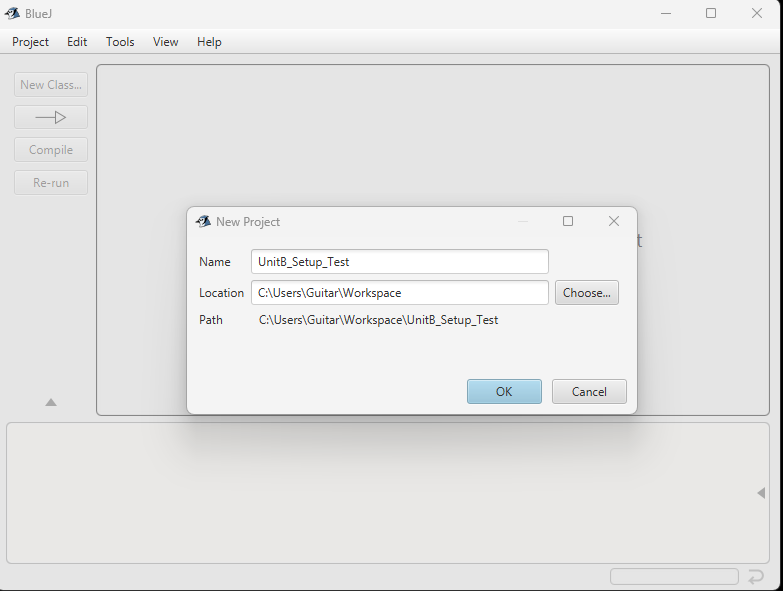 BlueJ
Project Edit Tools View Help
New Class...
Compile
Re-run
New Project
Name UnitB_Setup_Test
Location C:\Users\Guitar\Workspace Choose...
Path C:\Users\Guitar\Workspace\UnitB_Setup_Test
OK Cancel